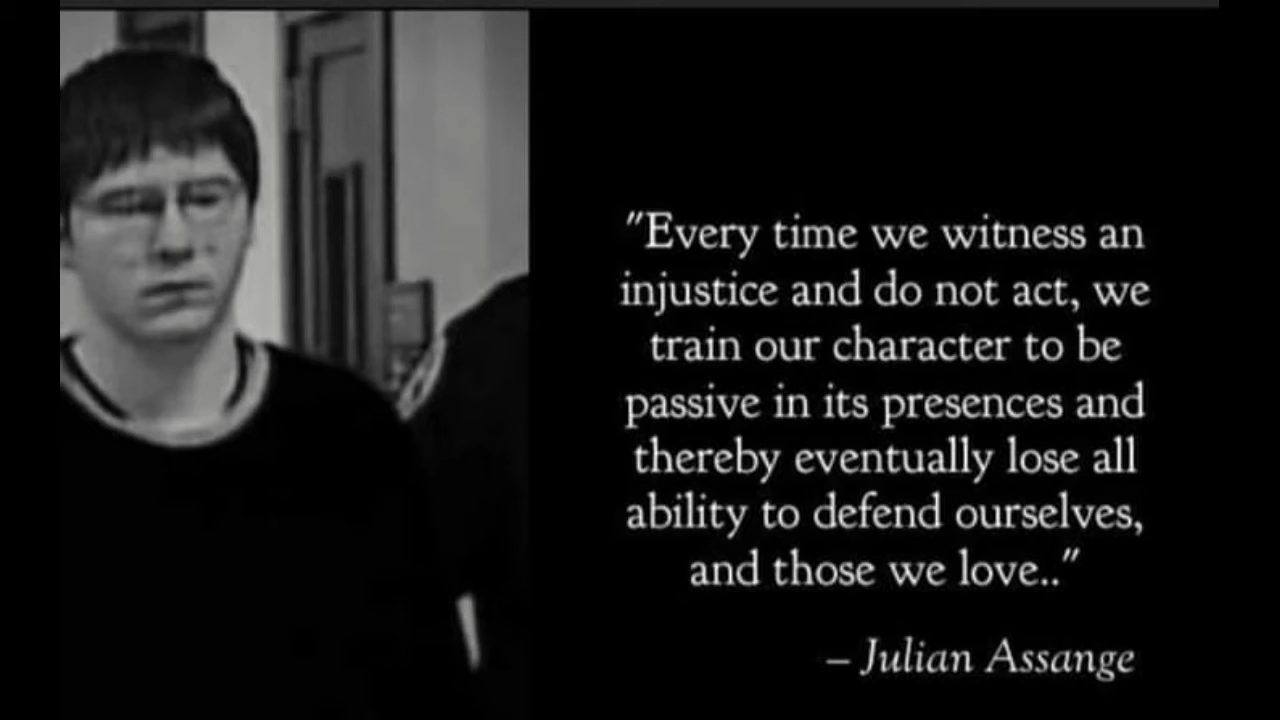 "Every time we witness an
injustice and do not act, we
train our character to be
passive in its presences and
thereby eventually lose all
ability to defend ourselves,
and those we love.."
– Julian Assange